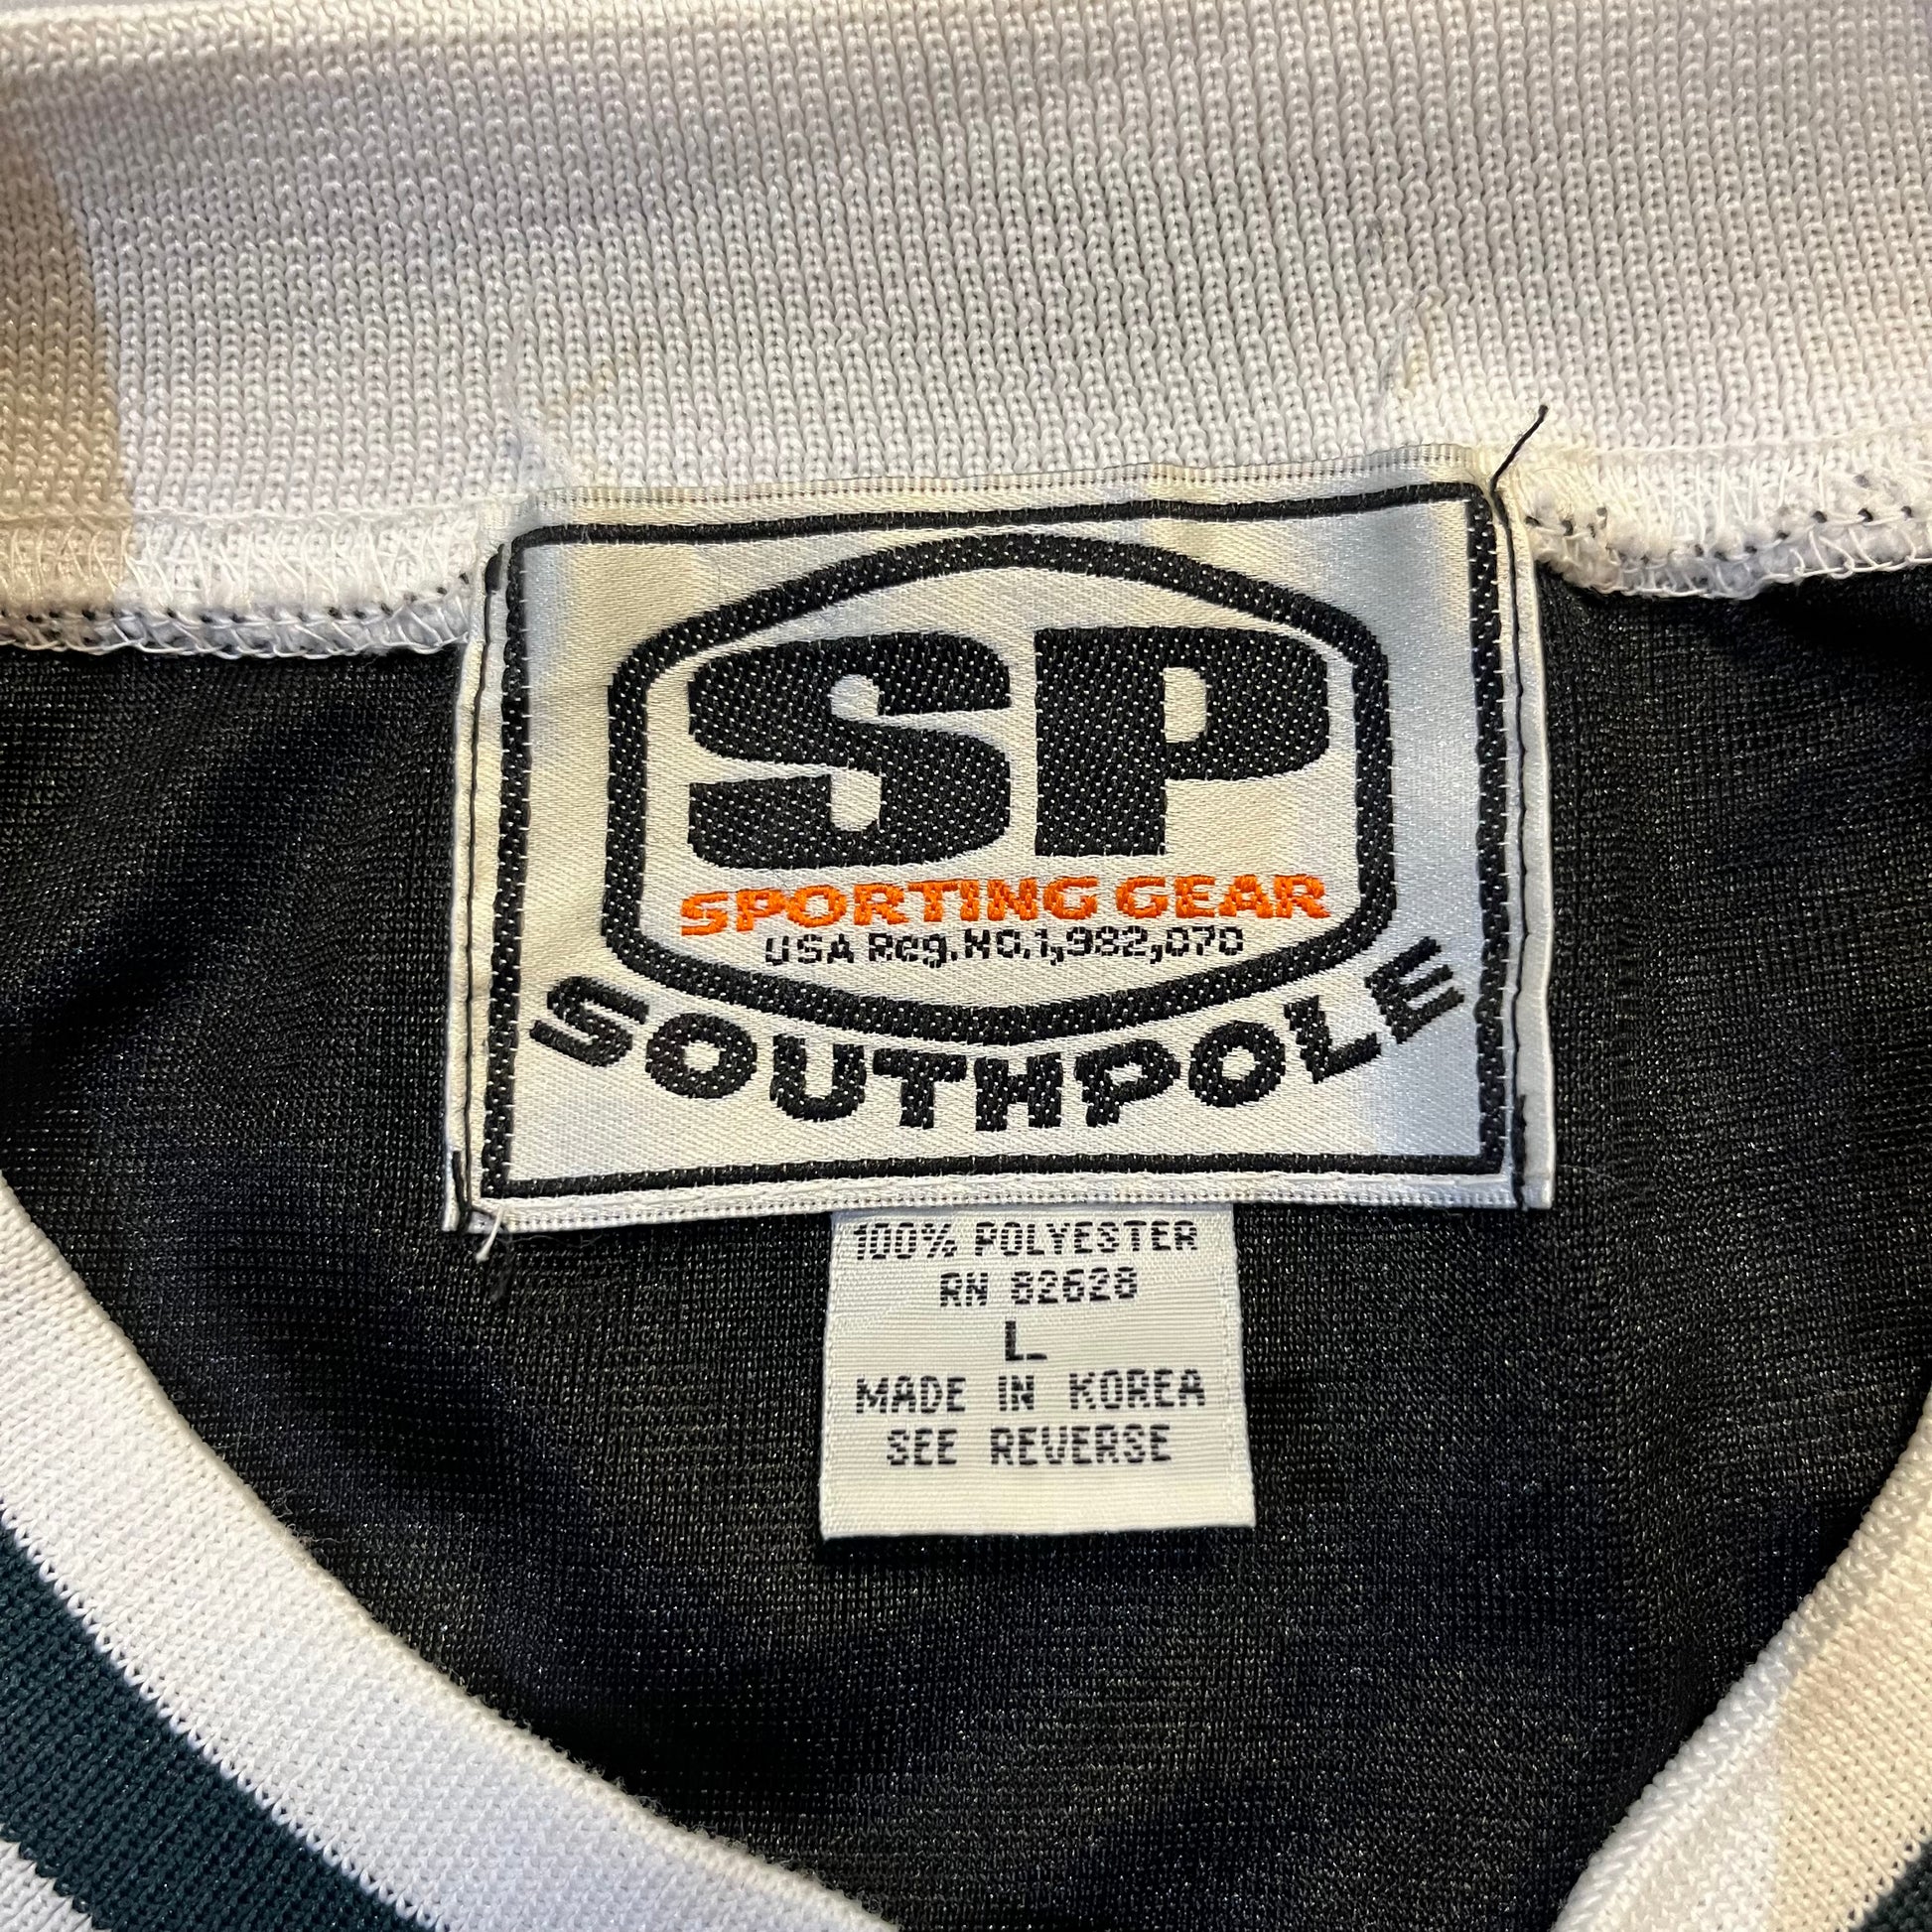 SP
SPORTING GEAR
USA Reg.NO.1,982,070
SOUTHPOLE
100% POLYESTER
RN 82628
L
MADE IN KOREA
SEE REVERSE